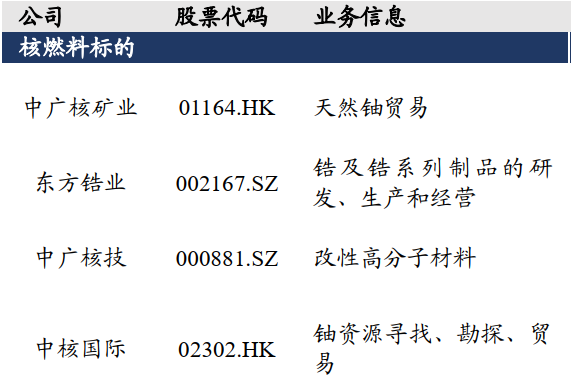 公司 股票代码 业务信息
核燃料标的
中广核矿业 01164.HK 天然铀贸易
东方锆业 002167.SZ 锆及锆系列制品的研
发、生产和经营
中广核技 000881.SZ 改性高分子材料
中核国际 02302.HK 铀资源寻找、勘探、贸
易